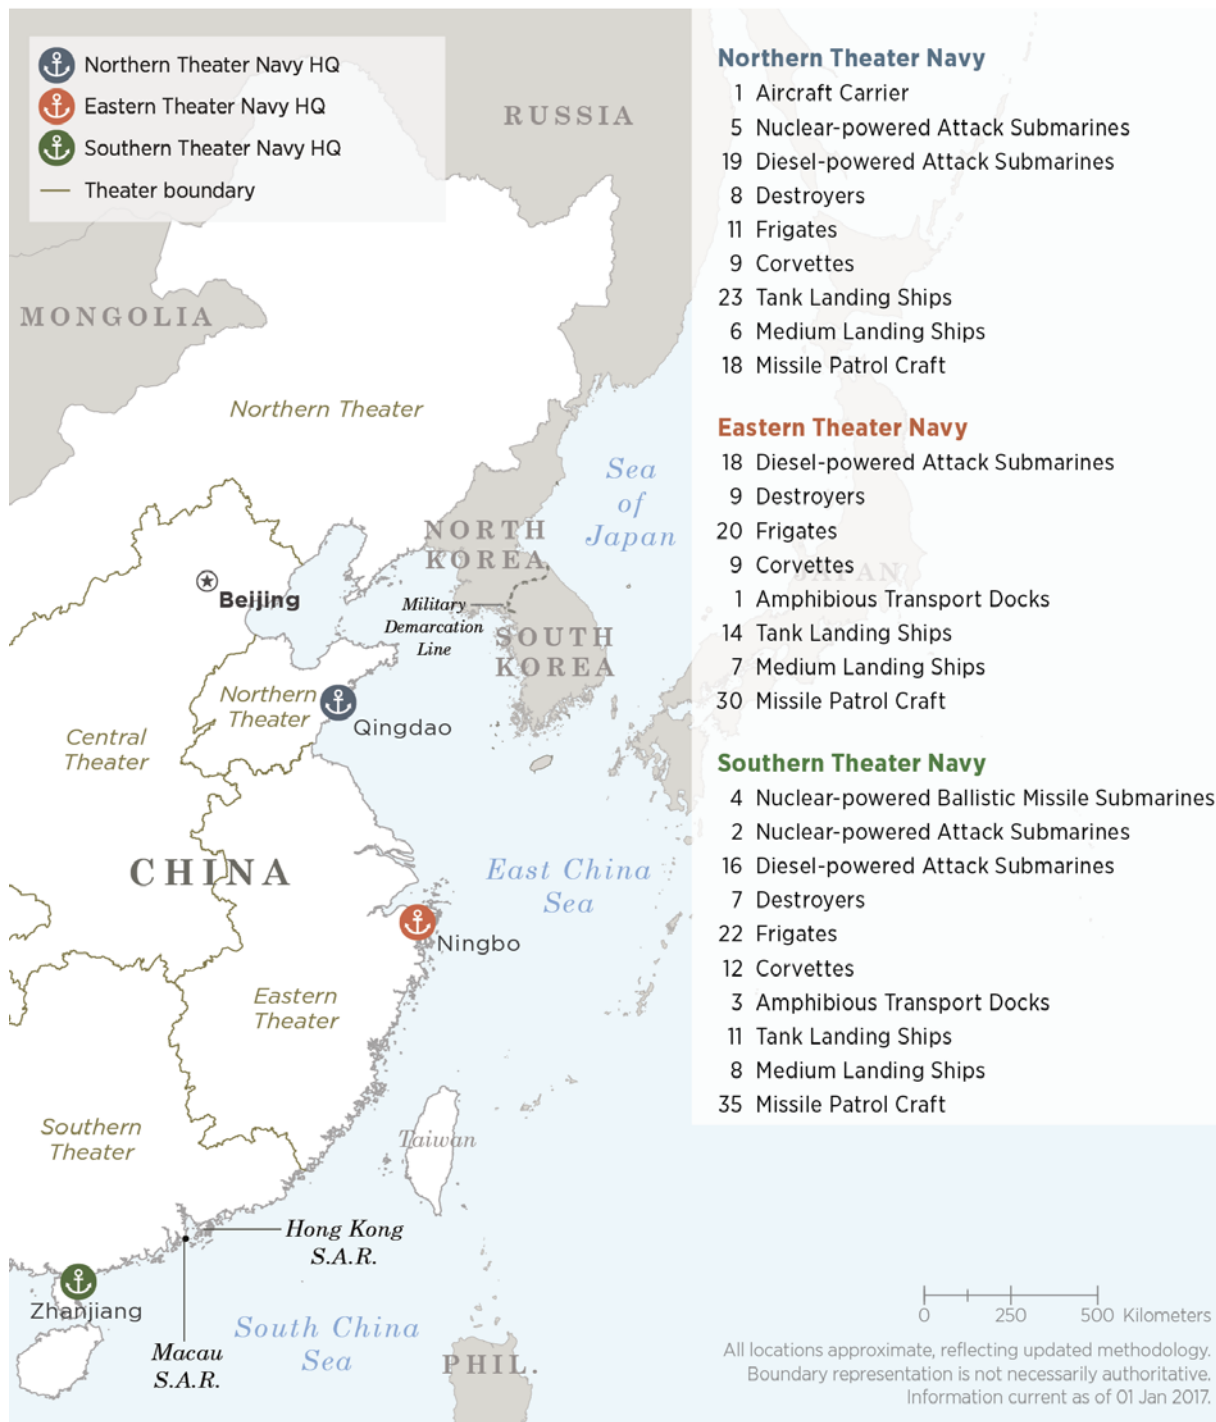 Northern Theater Navy HQ
Eastern Theater Navy HQ
Southern Theater Navy HQ
Theater boundary
RUSSIA
MONGOLIA
Northern Theater
Sea
of
Japan
NORTH
KOREA
Beijing
Military
Demarcation
Line
SOUTH
KOREA
Northern
Theater
Qingdao
Central
Theater
CHINA
East China
Sea
Ningbo
Eastern
Theater
Southern
Theater
Taiwan
Hong Kong
S.A.R.
Zhanjiang
Macau
S.A.R.
South China
Sea
PHIL.
JAPAN
Northern Theater Navy
1 Aircraft Carrier
5 Nuclear-powered Attack Submarines
19 Diesel-powered Attack Submarines
8 Destroyers
11 Frigates
9 Corvettes
23 Tank Landing Ships
6 Medium Landing Ships
18 Missile Patrol Craft
Eastern Theater Navy
18 Diesel-powered Attack Submarines
9 Destroyers
20 Frigates
9 Corvettes
1 Amphibious Transport Docks
14 Tank Landing Ships
7 Medium Landing Ships
30 Missile Patrol Craft
Southern Theater Navy
4 Nuclear-powered Ballistic Missile Submarines
2 Nuclear-powered Attack Submarines
16 Diesel-powered Attack Submarines
7 Destroyers
22 Frigates
12 Corvettes
3 Amphibious Transport Docks
11 Tank Landing Ships
8 Medium Landing Ships
35 Missile Patrol Craft
0 250 500 Kilometers
All locations approximate, reflecting updated methodology.
Boundary representation is not necessarily authoritative.
Information current as of 01 Jan 2017.